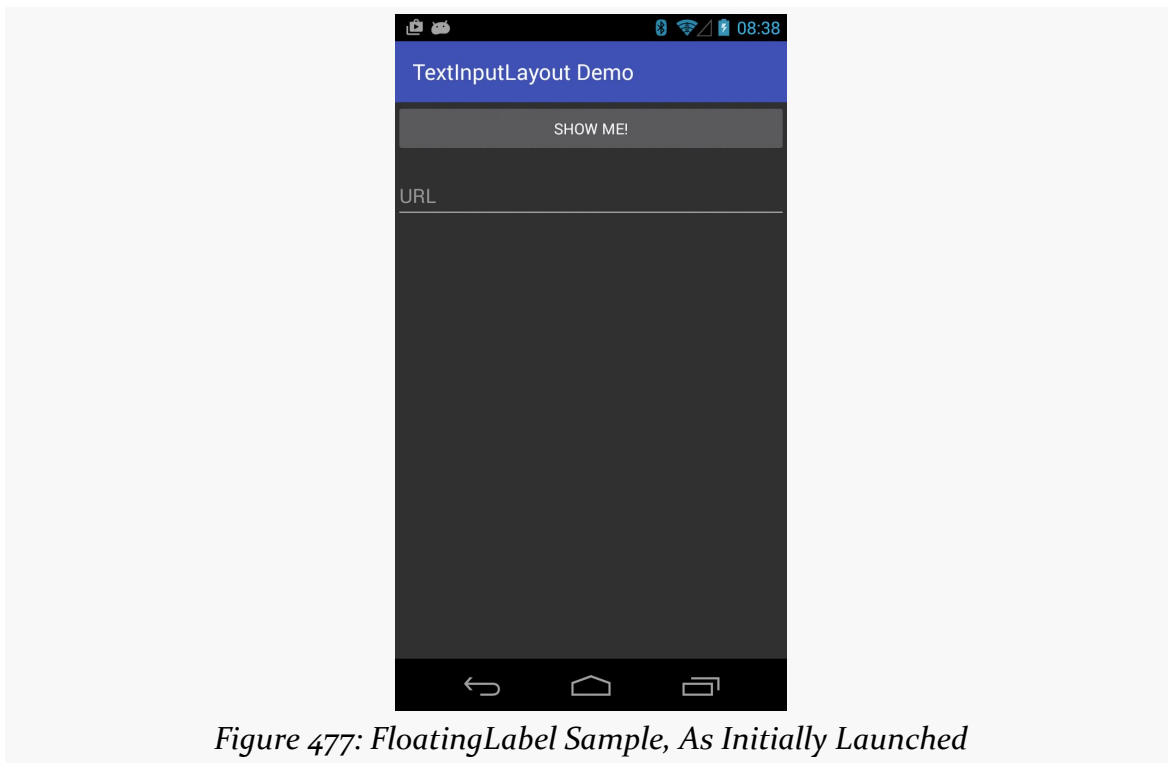 08:38
TextInputLayout Demo
SHOW ME!
URL
Figure 477: FloatingLabel Sample, As Initially Launched